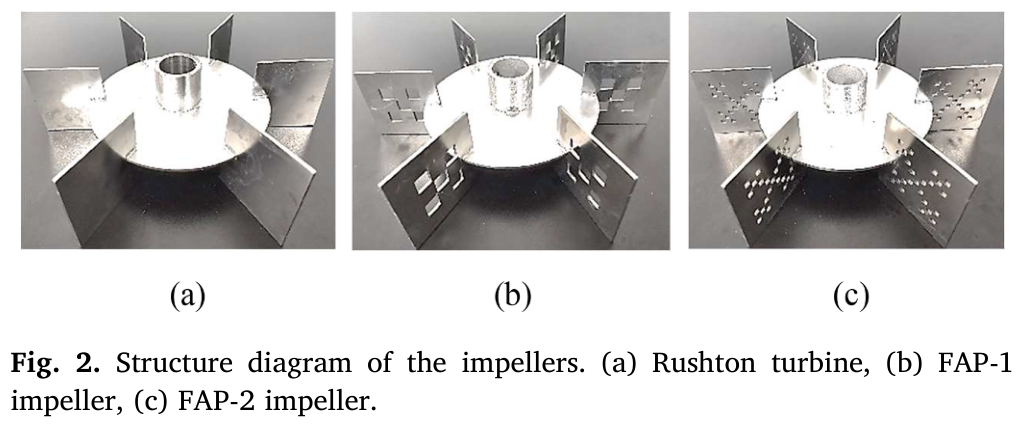 (a) (b) (c)
Fig. 2. Structure diagram of the impellers. (a) Rushton turbine, (b) FAP-1
impeller, (c) FAP-2 impeller.